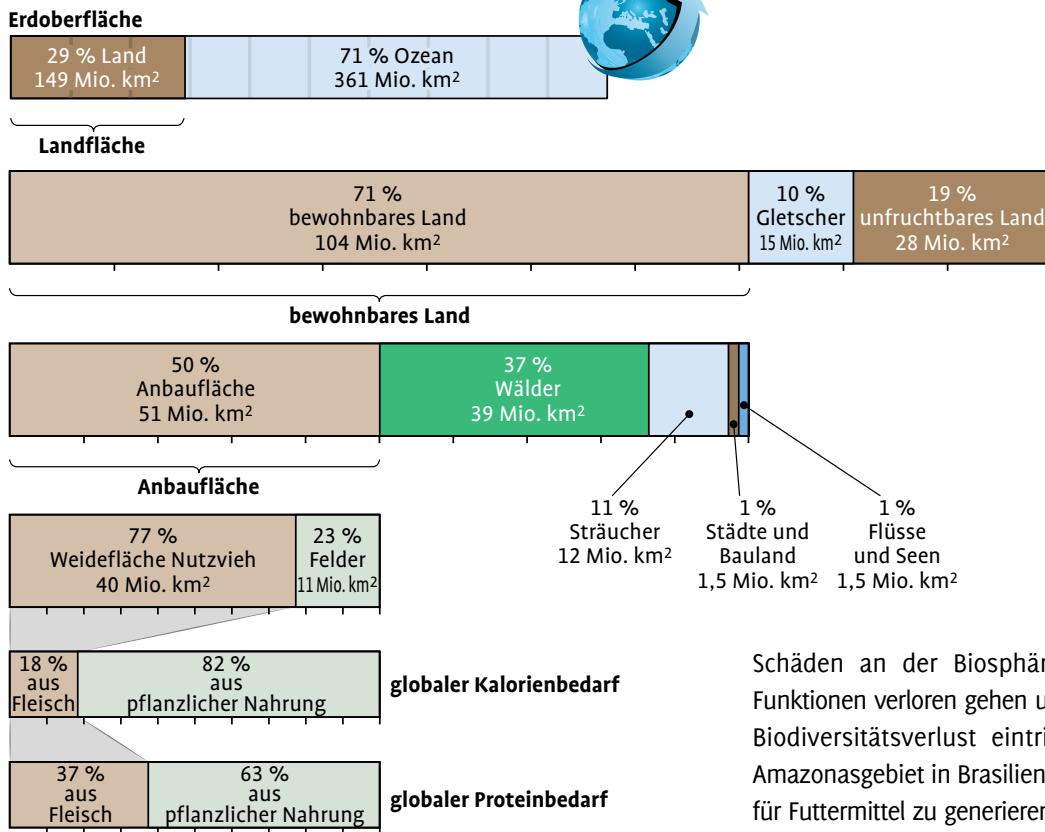 Erdoberfläche
29 % Land
149 Mio. km²
71 % Ozean
361 Mio. km²
Landfläche
71 %
bewohnbares Land
104 Mio. km²
10 %
Gletscher
15 Mio. km²
19 %
unfruchtbares Land
28 Mio. km²
bewohnbares Land
50 %
Anbaufläche
51 Mio. km²
37 %
Wälder
39 Mio. km²
11 %
Sträucher
12 Mio. km²
1 %
Städte und
Bauland
1,5 Mio. km²
1 %
Flüsse
und Seen
1,5 Mio. km²
Anbaufläche
77 %
Weidefläche Nutzvieh
40 Mio. km²
23 %
Felder
11 Mio. km²
18 %
aus
Fleisch
82 %
aus
pflanzlicher Nahrung
globaler Kalorienbedarf
37 %
aus
Fleisch
63 %
aus
pflanzlicher Nahrung
globaler Proteinbedarf
Schäden an der Biosphär
Funktionen verloren gehen u
Biodiversitätsverlust eintri
Amazonasgebiet in Brasilien
für Futtermittel zu generieren